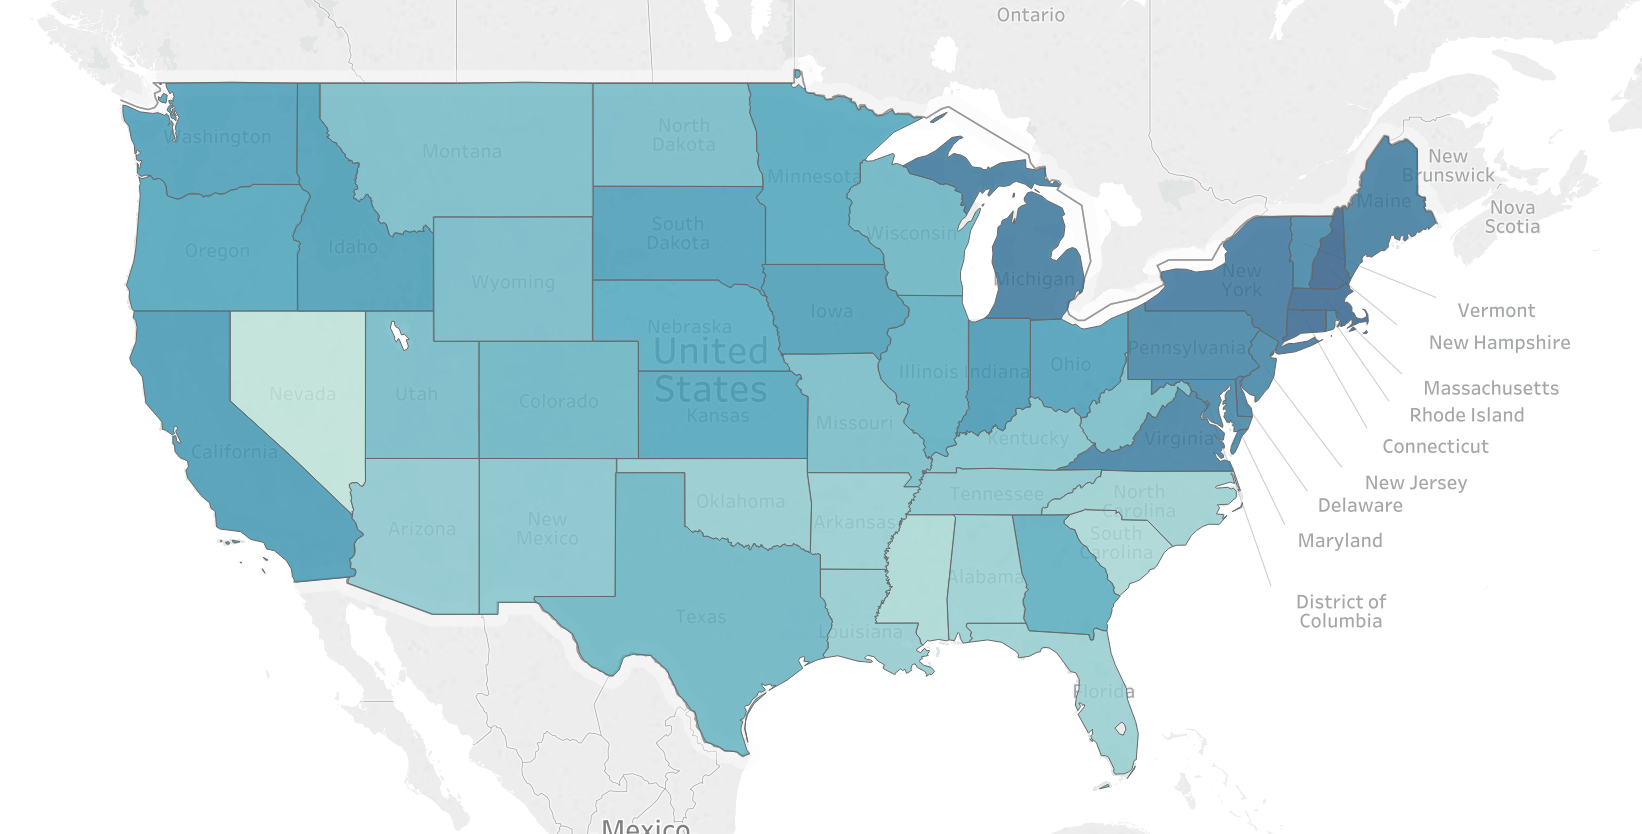 Ontario
New
Brunswick
Nova
Scotia
Washington
Montana
North
Dakota
Minnesota
Maine
Oregon
Idaho
South
Dakota
Wisconsin
Wyoming
Michigan
New
York
Vermont
New Hampshire
Iowa
Nebraska
United
States
Kansas
Illinois
Indiana
Ohio
Pennsylvania
Massachusetts
Rhode Island
Connecticut
New Jersey
Delaware
Maryland
District of
Columbia
Nevada
Utah
Colorado
Missouri
Kentucky
Virginia
California
Arizona
New
Mexico
Oklahoma
Arkansas
Tennessee
North
Carolina
South
Carolina
Alabama
Texas
Louisiana
Florida
Mexico